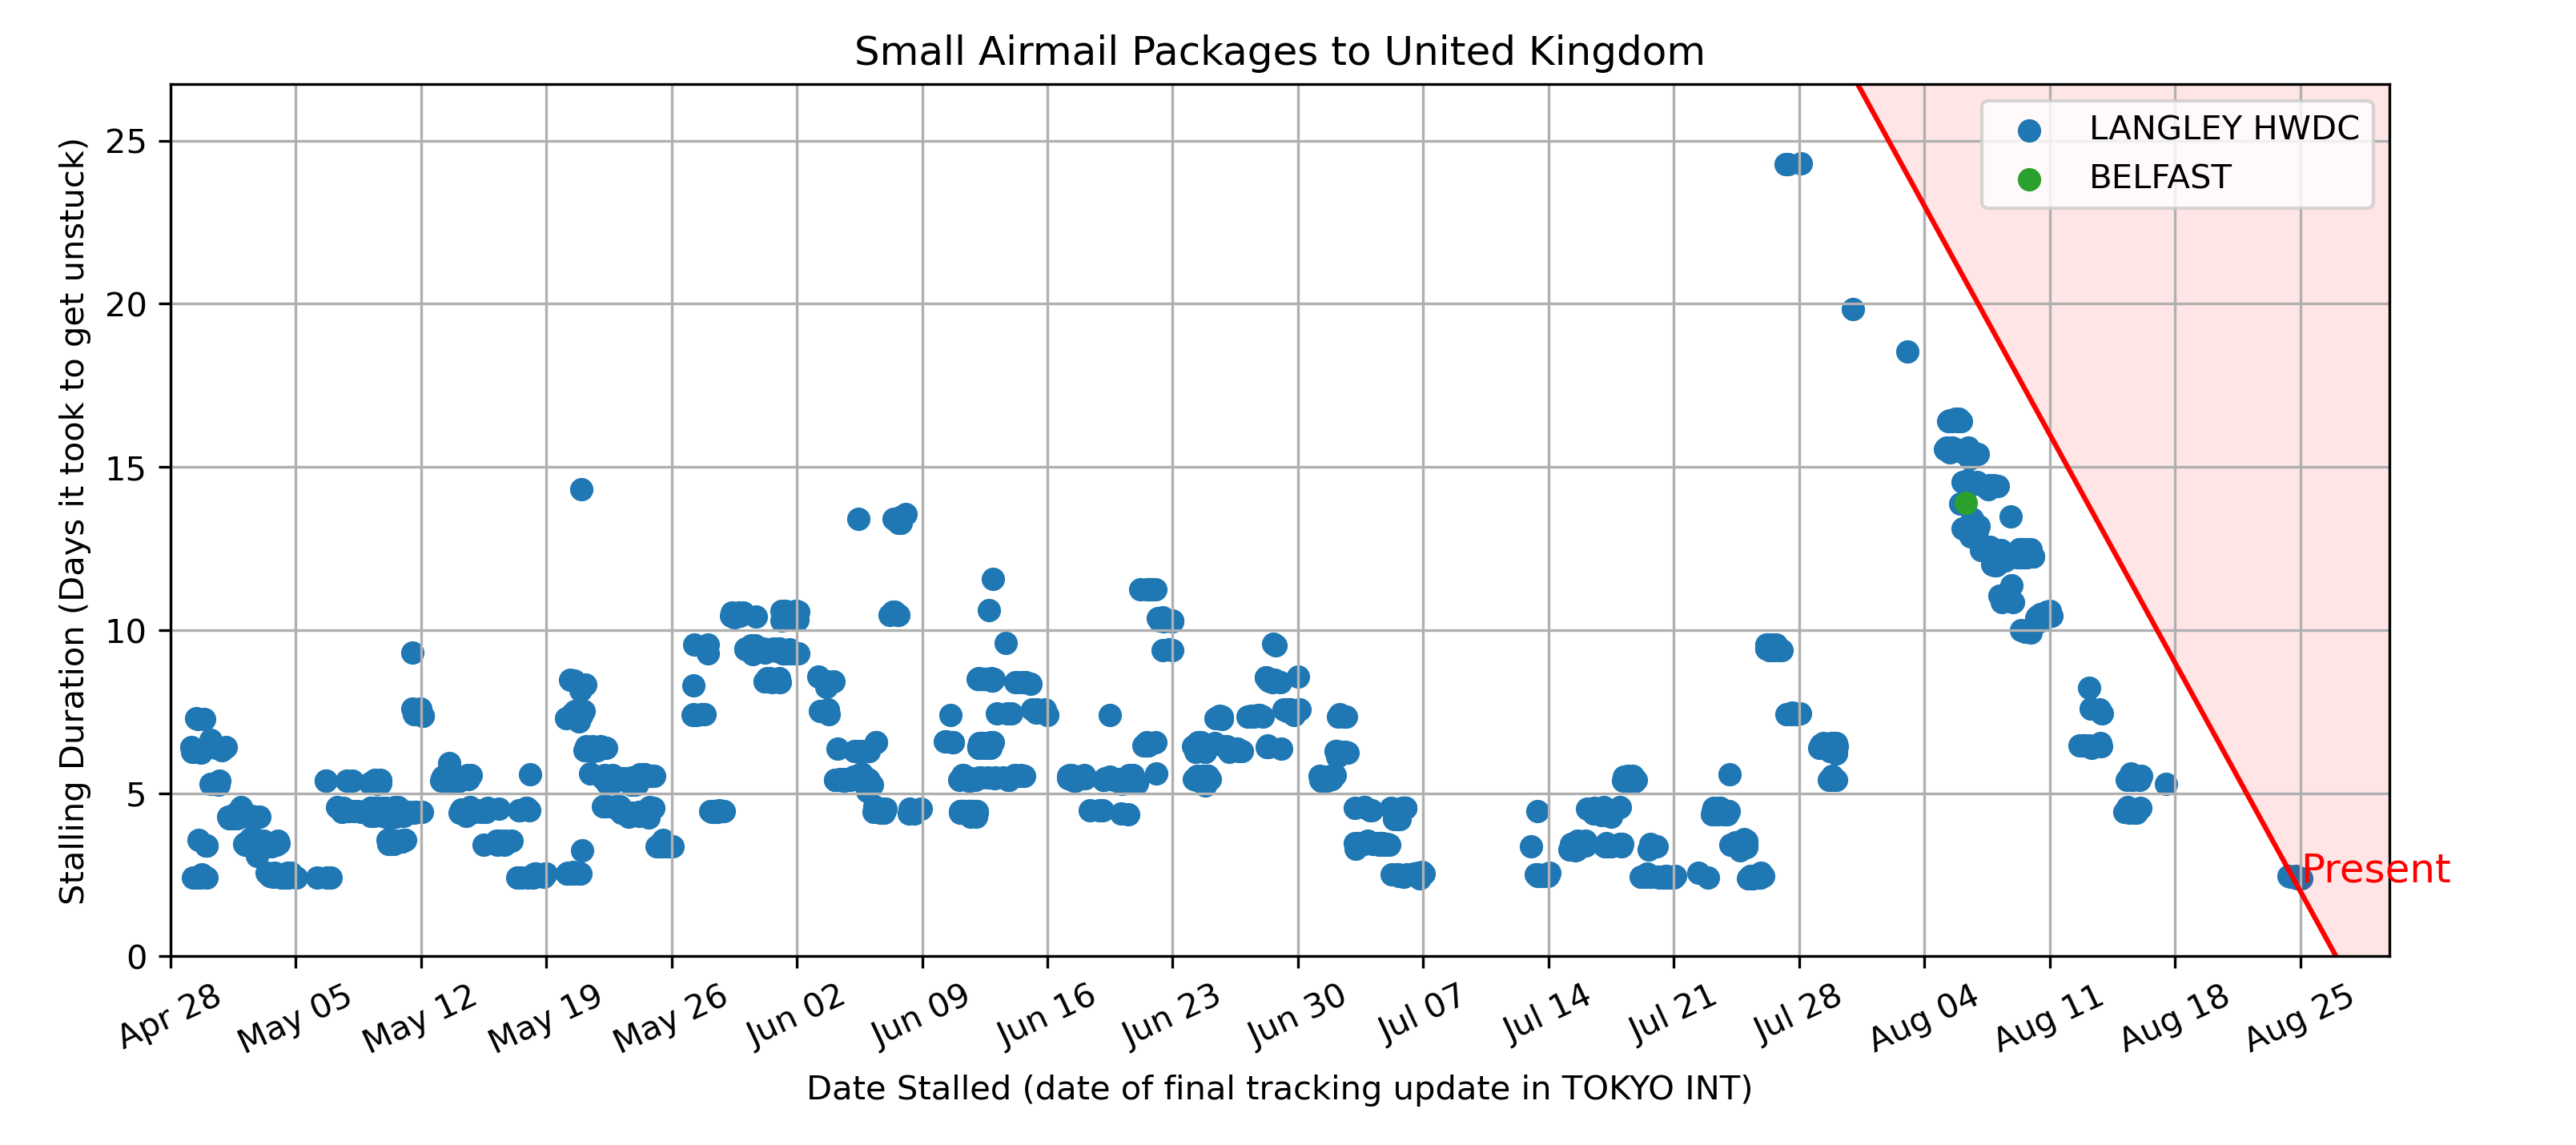 Small Airmail Packages to United Kingdom
Stalling Duration (Days it took to get unstuck)
25
20
15
10
5
0
LANGLEY HWDC
BELFAST
Present
Apr 28
May 05
May 12
May 19
May 26
Jun 02
Jun 09
Jun 16
Jun 23
Jun 30
Jul 07
Jul 14
Jul 21
Jul 28
Aug 04
Aug 11
Aug 18
Aug 25
Date Stalled (date of final tracking update in TOKYO INT)